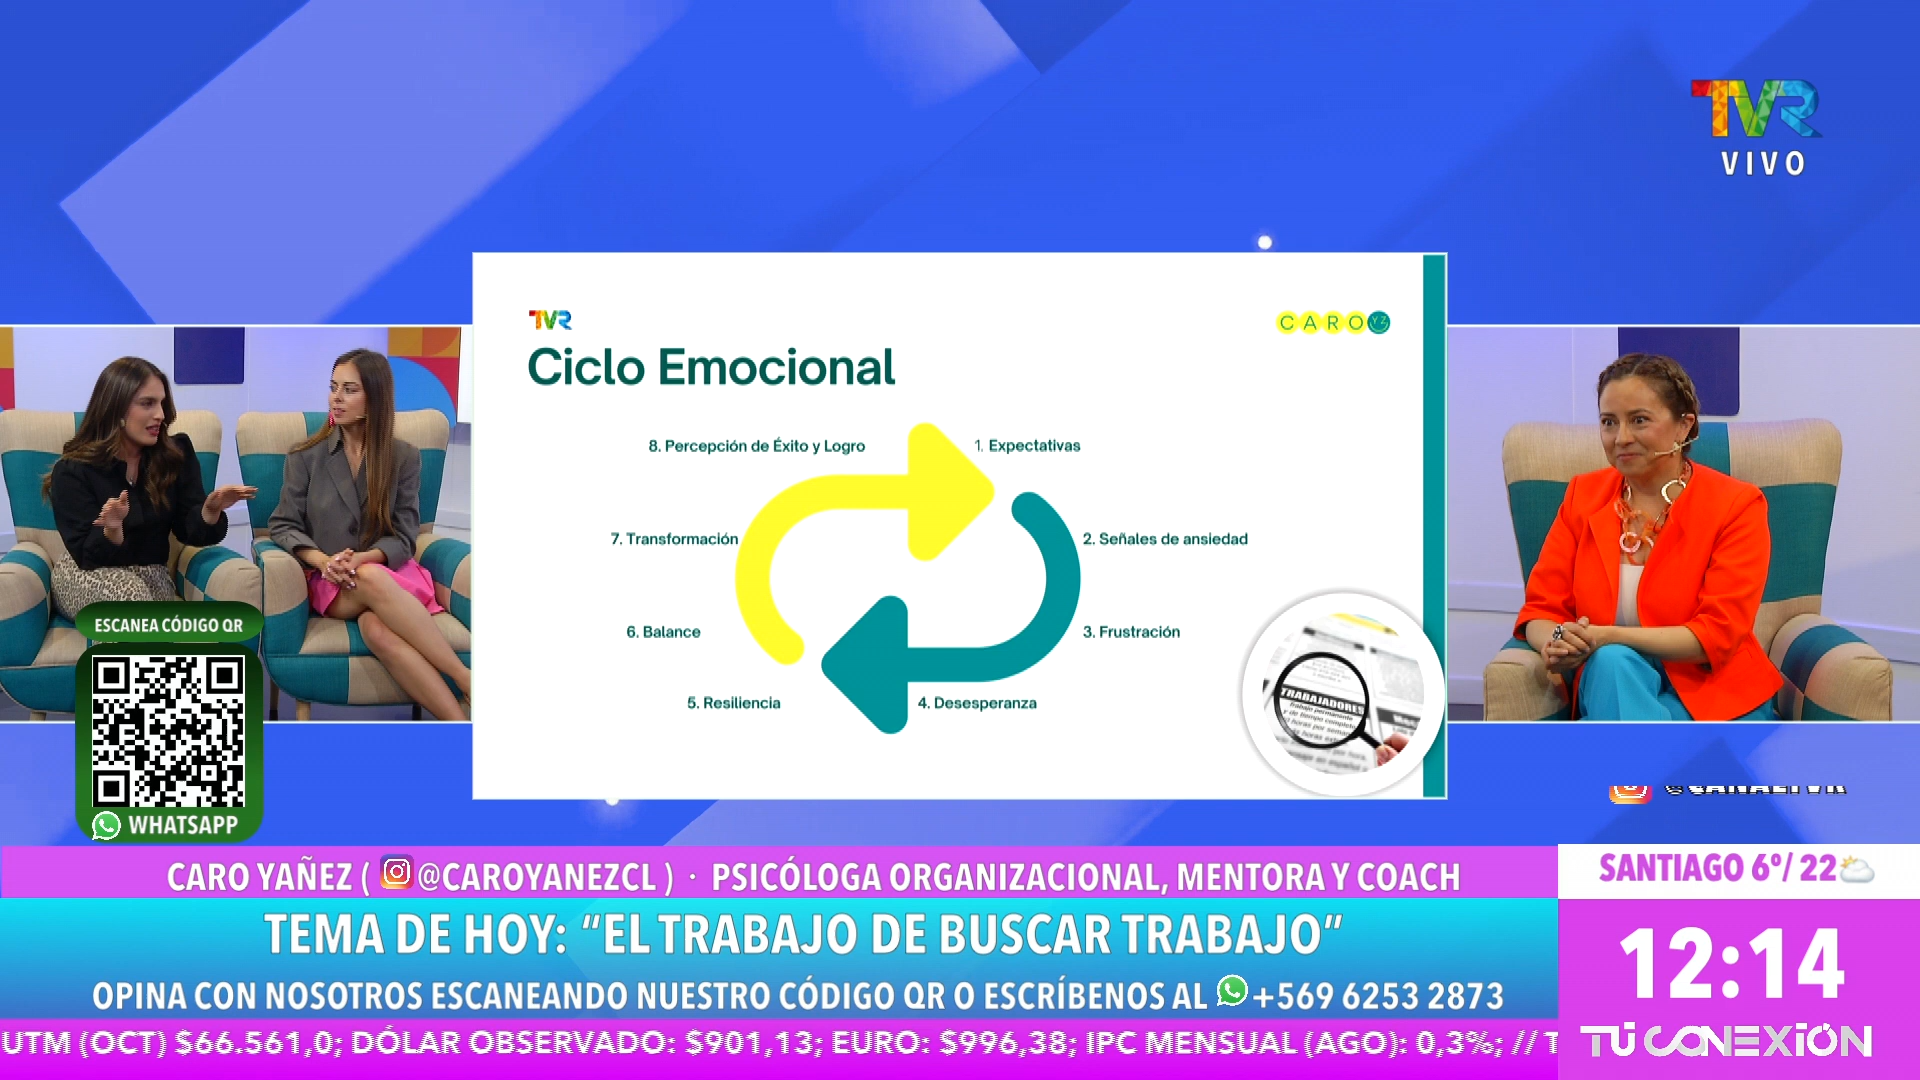 TVR
VIVO
TVR
CARO YZ
Ciclo Emocional
8. Percepción de Éxito y Logro
1. Expectativas
7. Transformación
2. Señales de ansiedad
6. Balance
3. Frustración
5. Resiliencia
4. Desesperanza
TRABAJADORES
ESCANEA CÓDIGO QR
WHATSAPP
CARO YAÑEZ ( @CAROYANEZCL ) · PSICÓLOGA ORGANIZACIONAL, MENTORA Y COACH
SANTIAGO 6º/ 22
TEMA DE HOY: “EL TRABAJO DE BUSCAR TRABAJO”
12:14
OPINA CON NOSOTROS ESCANEANDO NUESTRO CÓDIGO QR O ESCRÍBENOS AL +569 6253 2873
UTM (OCT) $66.561,0; DÓLAR OBSERVADO: $901,13; EURO: $996,38; IPC MENSUAL (AGO): 0,3%; // T
TÚ CONEXIÓN